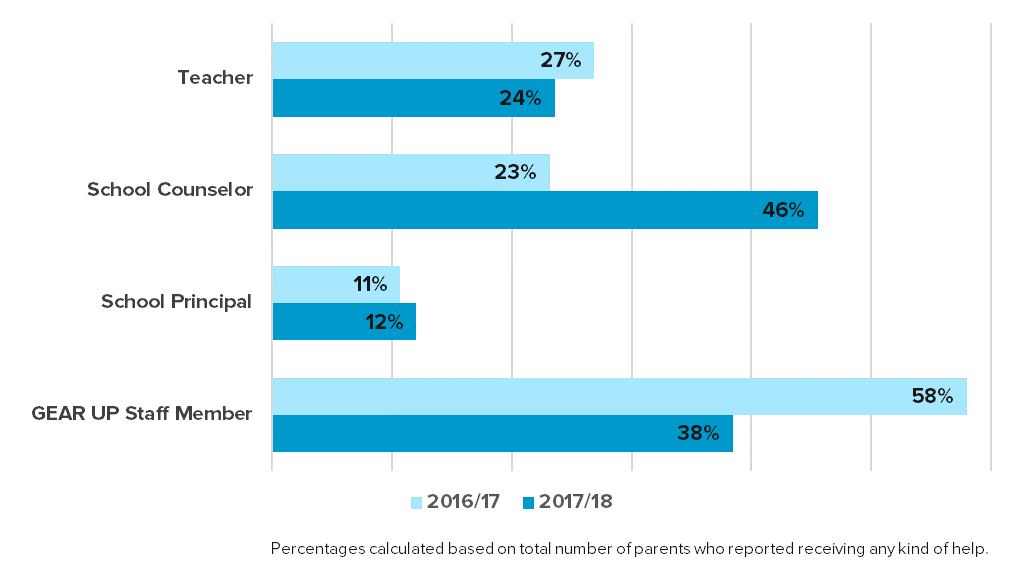 Teacher
27%
24%
School Counselor
23%
46%
School Principal
11%
12%
GEAR UP Staff Member
58%
38%
2016/17 2017/18
Percentages calculated based on total number of parents who reported receiving any kind of help.